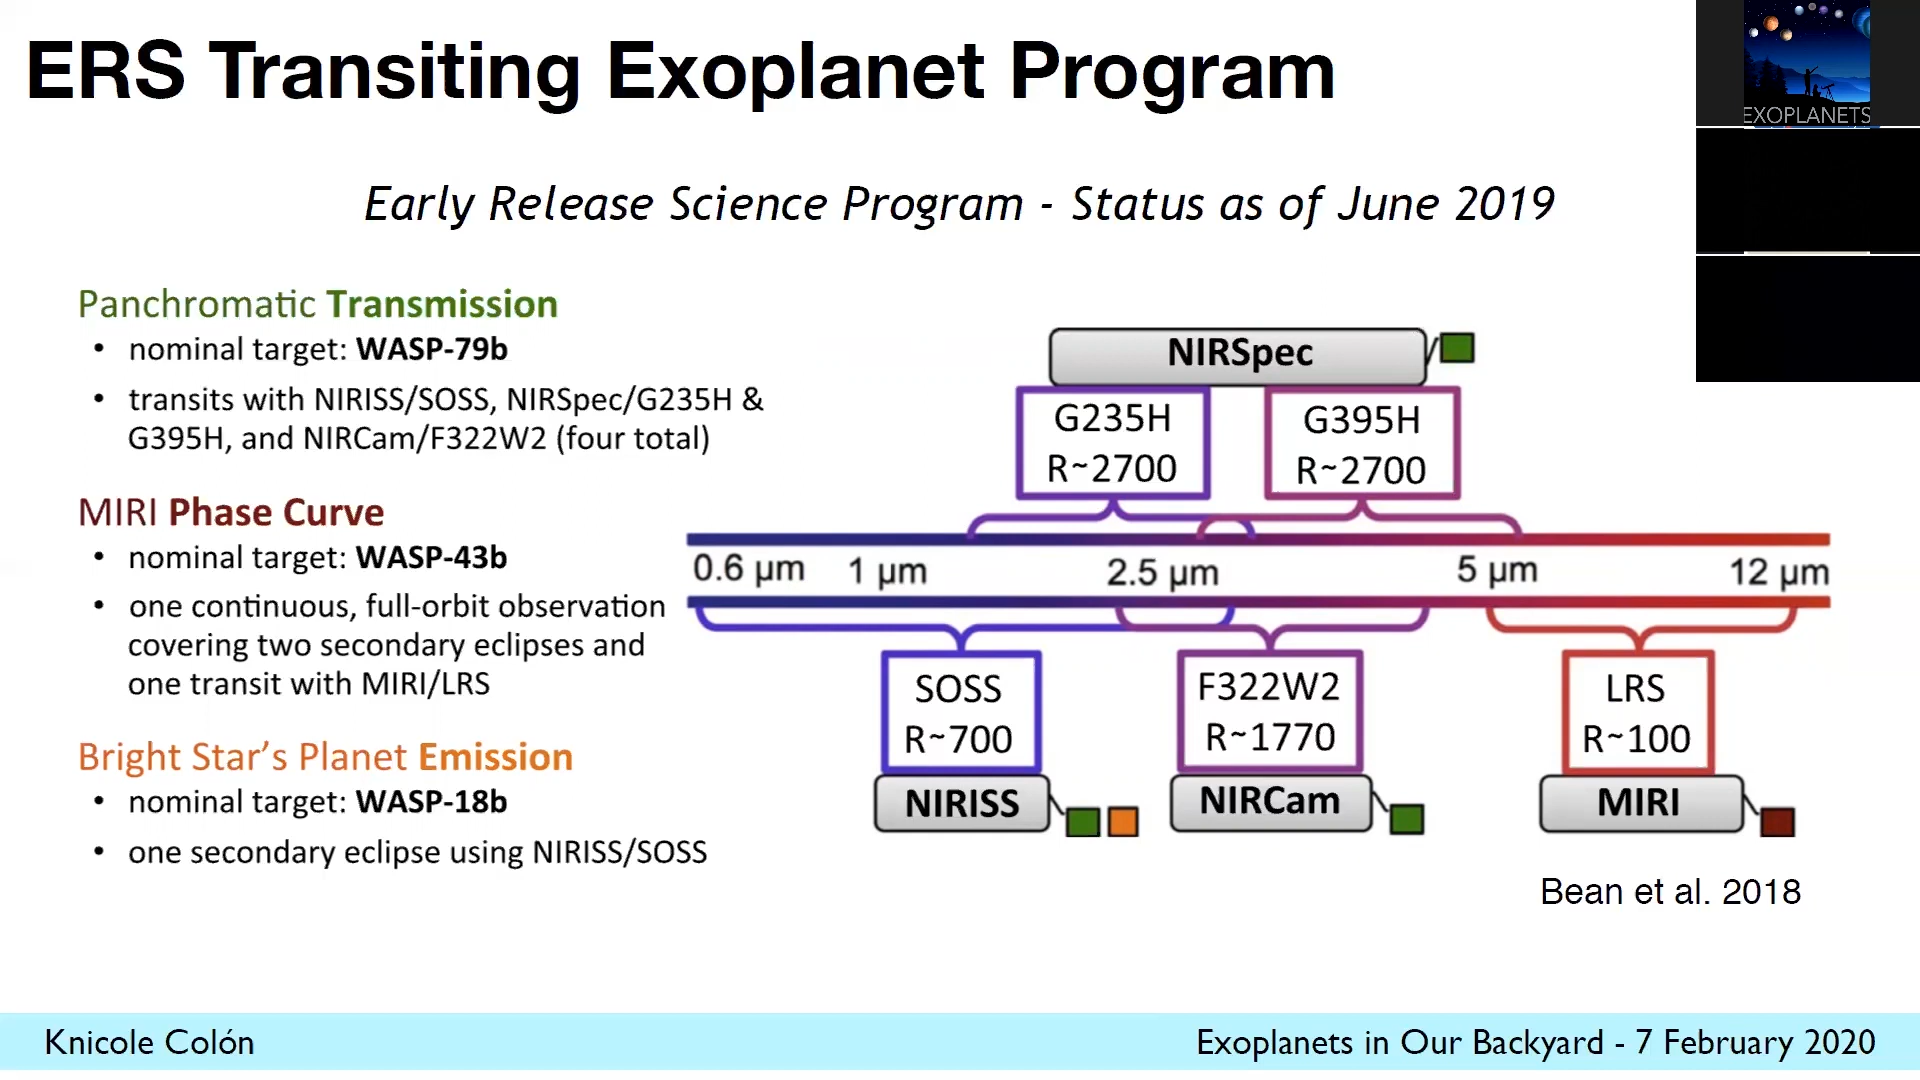 ERS Transiting Exoplanet Program
EXOPLANETS
Early Release Science Program - Status as of June 2019
Panchromatic Transmission
• nominal target: WASP-79b
• transits with NIRISS/SOSS, NIRSpec/G235H &
G395H, and NIRCam/F322W2 (four total)
MIRI Phase Curve
• nominal target: WASP-43b
• one continuous, full-orbit observation
covering two secondary eclipses and
one transit with MIRI/LRS
Bright Star's Planet Emission
• nominal target: WASP-18b
• one secondary eclipse using NIRISS/SOSS
NIRSpec
G235H
R~2700
G395H
R~2700
0.6 µm 1 µm 2.5 µm 5 µm 12 µm
SOSS
R~700
NIRISS
F322W2
R~1770
NIRCam
LRS
R~100
MIRI
Bean et al. 2018
Knicole Colón
Exoplanets in Our Backyard - 7 February 2020